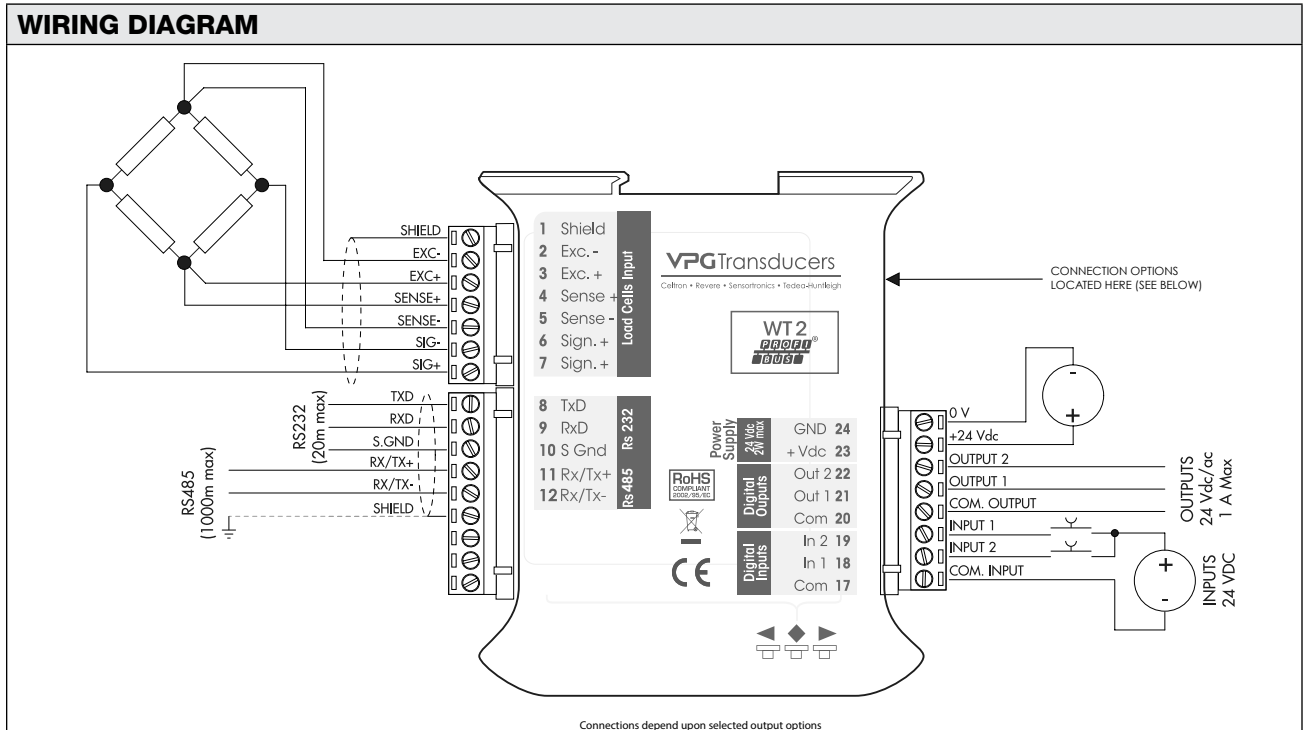 WIRING DIAGRAM
SHIELD
EXC-
EXC+
SENSE+
SENSE-
SIG-
SIG+
TXD
RXD
S.GND
RX/TX+
RX/TX-
SHIELD
RS232
(20m max)
RS485
(1000m max)
1 Shield
2 Exc. -
3 Exc. +
4 Sense +
5 Sense -
6 Sign. +
7 Sign. +
Load Cells Input
8 TxD
9 RxD
10 S Gnd
11 Rx/Tx+
12 Rx/Tx-
Rs 232
Rs 485
VPGTransducers
Celtron • Revere • Sensortronics • Tedea-Huntleigh
WT 2
PROFI®
BUS
RoHS
COMPLIANT
2002/95/EC
CE
Power
Supply
24 Vdc
2W max
GND 24
+ Vdc 23
Digital
Ouputs
Out 2 22
Out 1 21
Com 20
Digital
Inputs
In 2 19
In 1 18
Com 17
CONNECTION OPTIONS
LOCATED HERE (SEE BELOW)
-
+
0 V
+24 Vdc
OUTPUT 2
OUTPUT 1
COM. OUTPUT
INPUT 1
INPUT 2
COM. INPUT
OUTPUTS
24 Vdc/ac
1 A Max
+
-
INPUTS
24 VDC
Connections depend upon selected output options